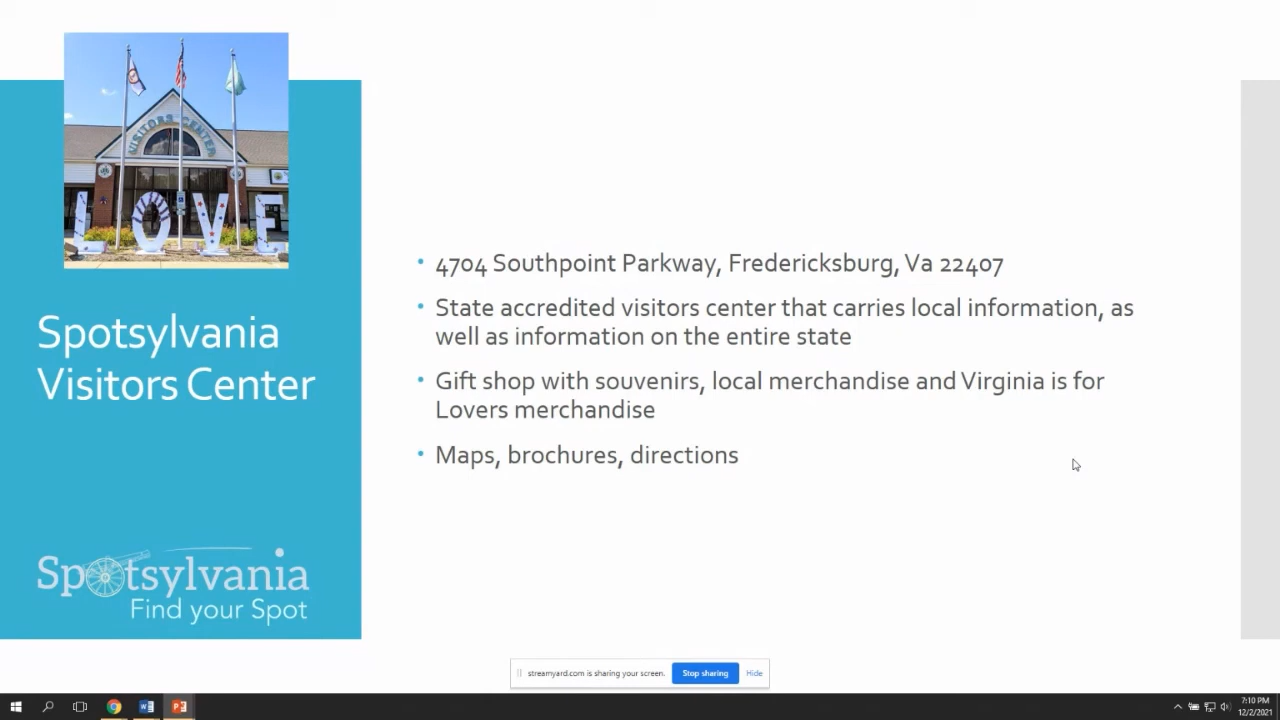 VISITORS CENTER
LOVE
Spotsylvania
Visitors Center
Spotsylvania
Find your Spot
• 4704 Southpoint Parkway, Fredericksburg, Va 22407
• State accredited visitors center that carries local information, as
well as information on the entire state
• Gift shop with souvenirs, local merchandise and Virginia is for
Lovers merchandise
• Maps, brochures, directions
streamyard.com is sharing your screen.
Stop sharing
Hide
7:10 PM
12/2/2021